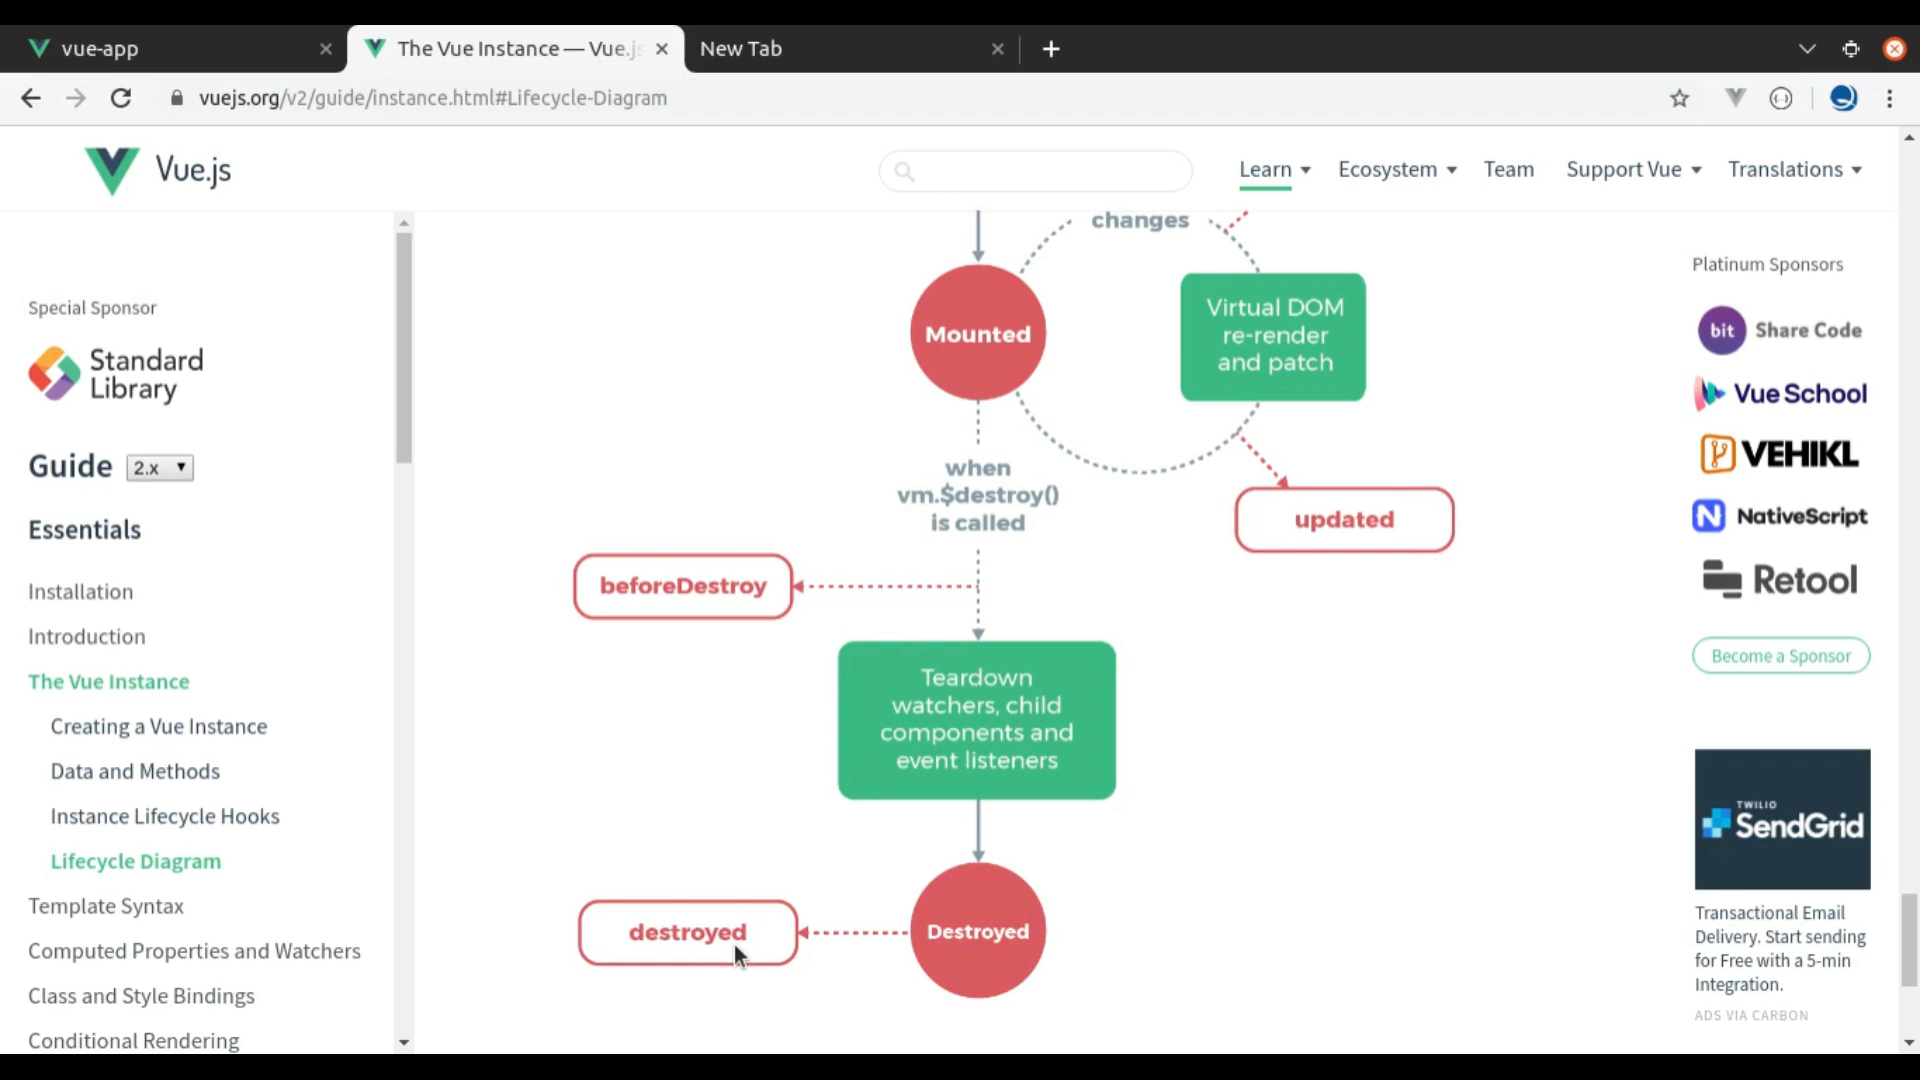 vue-app
The Vue Instance — Vue.js
New Tab
vuejs.org/v2/guide/instance.html#Lifecycle-Diagram
Vue.js
Learn
Ecosystem
Team
Support Vue
Translations
Special Sponsor
Standard
Library
Guide
2.x
Essentials
Installation
Introduction
The Vue Instance
Creating a Vue Instance
Data and Methods
Instance Lifecycle Hooks
Lifecycle Diagram
Template Syntax
Computed Properties and Watchers
Class and Style Bindings
Conditional Rendering
changes
Mounted
Virtual DOM
re-render
and patch
when
vm.$destroy()
is called
updated
beforeDestroy
Teardown
watchers, child
components and
event listeners
destroyed
Destroyed
Platinum Sponsors
bit Share Code
Vue School
VEHIKL
N NativeScript
Retool
Become a Sponsor
TWILIO
SendGrid
Transactional Email
Delivery. Start sending
for Free with a 5-min
Integration.
ADS VIA CARBON